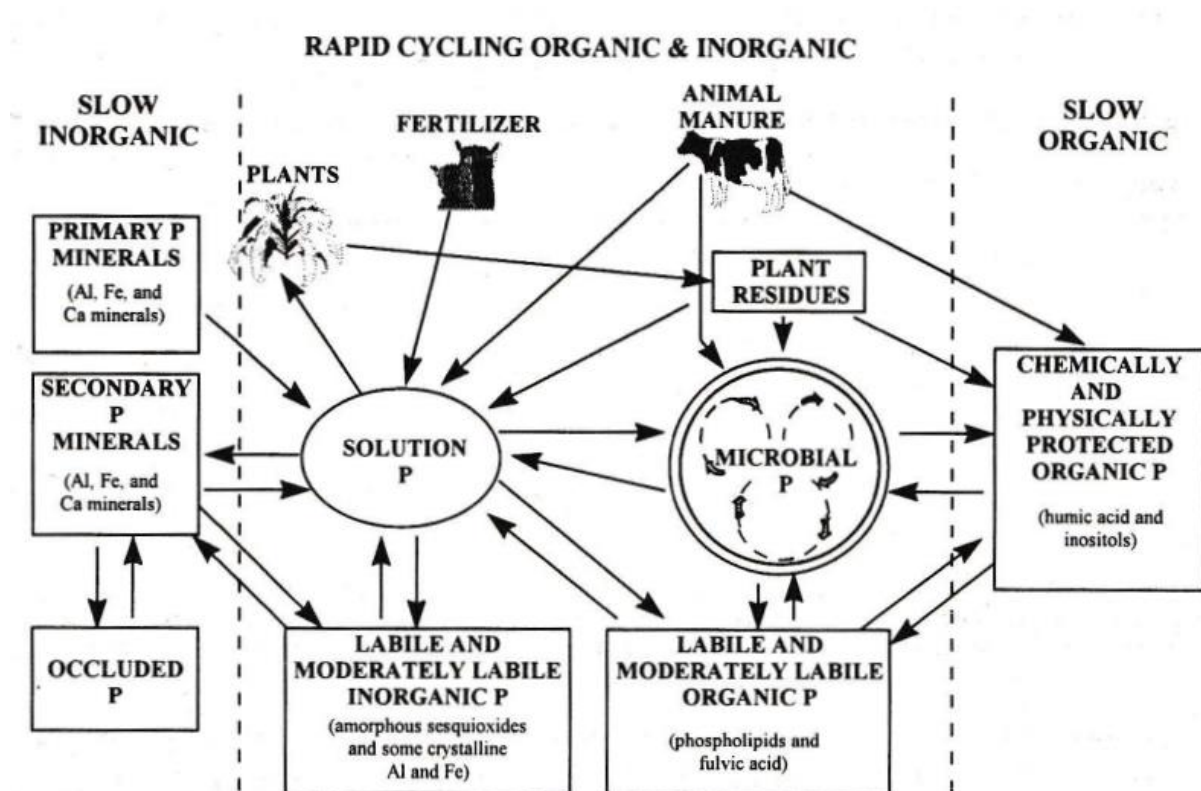 RAPID CYCLING ORGANIC & INORGANIC
SLOW
INORGANIC
FERTILIZER
ANIMAL
MANURE
SLOW
ORGANIC
PLANTS
PRIMARY P
MINERALS
(Al, Fe, and
Ca minerals)
PLANT
RESIDUES
SECONDARY
P
MINERALS
(Al, Fe, and
Ca minerals)
SOLUTION
P
MICROBIAL
P
CHEMICALLY
AND
PHYSICALLY
PROTECTED
ORGANIC P
(humic acid and
inositols)
OCCLUDED
P
LABILE AND
MODERATELY LABILE
INORGANIC P
(amorphous sesquioxides
and some crystalline
Al and Fe)
LABILE AND
MODERATELY LABILE
ORGANIC P
(phospholipids and
fulvic acid)